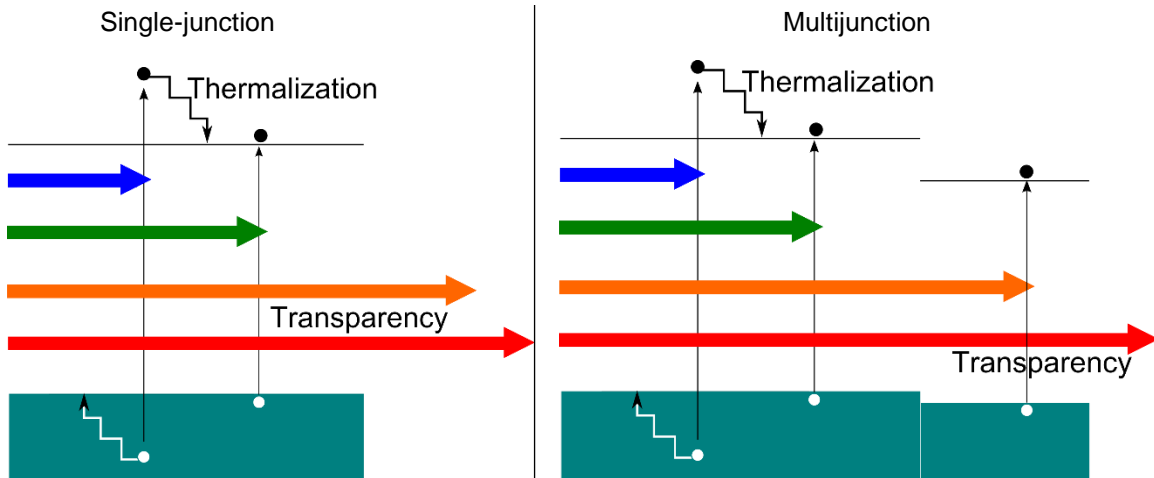 Single-junction
Thermalization
Transparency
Multijunction
Thermalization
Transparency